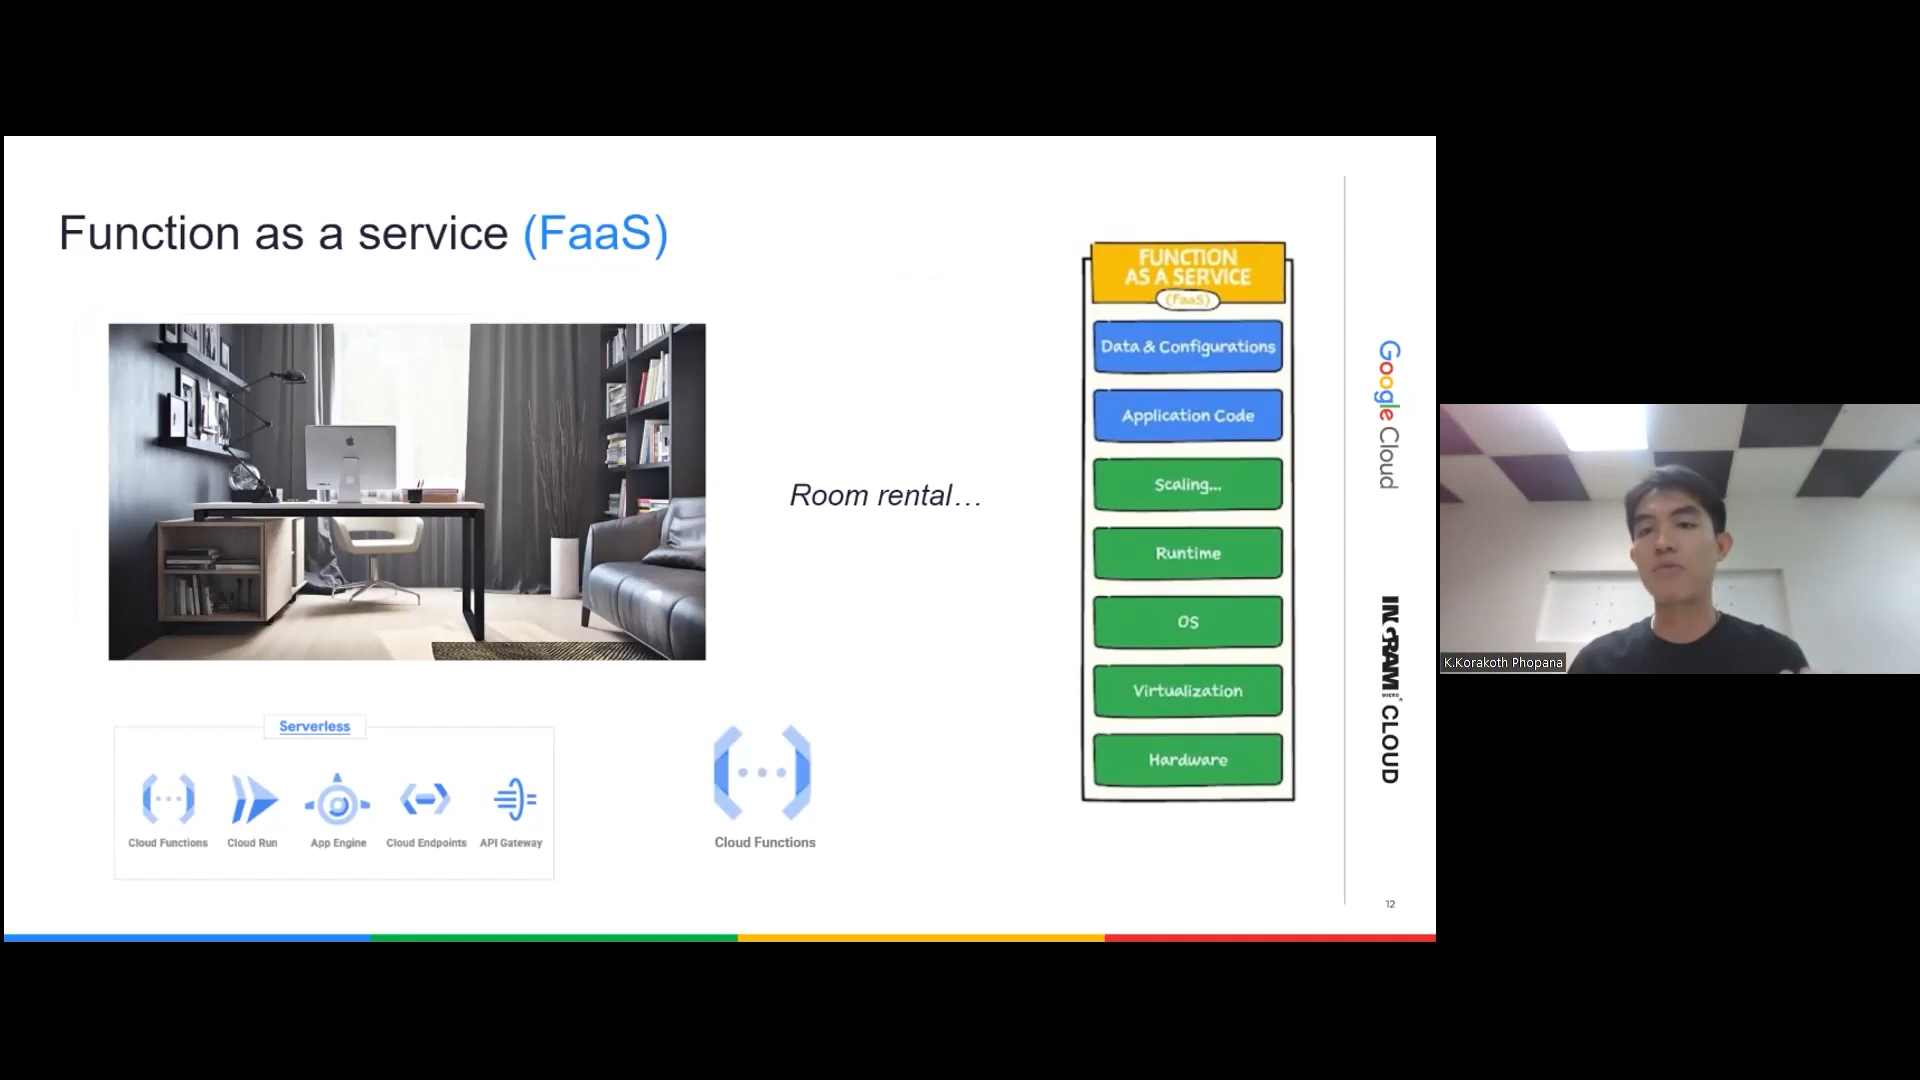 Function as a service (FaaS)
Room rental…
Serverless
Cloud Functions
Cloud Run
App Engine
Cloud Endpoints
API Gateway
Cloud Functions
FUNCTION
AS A SERVICE
(FaaS)
Data & Configurations
Application Code
Scaling...
Runtime
OS
Virtualization
Hardware
Google Cloud
INGRAM MICRO CLOUD
12
K.Korakoth Phopana